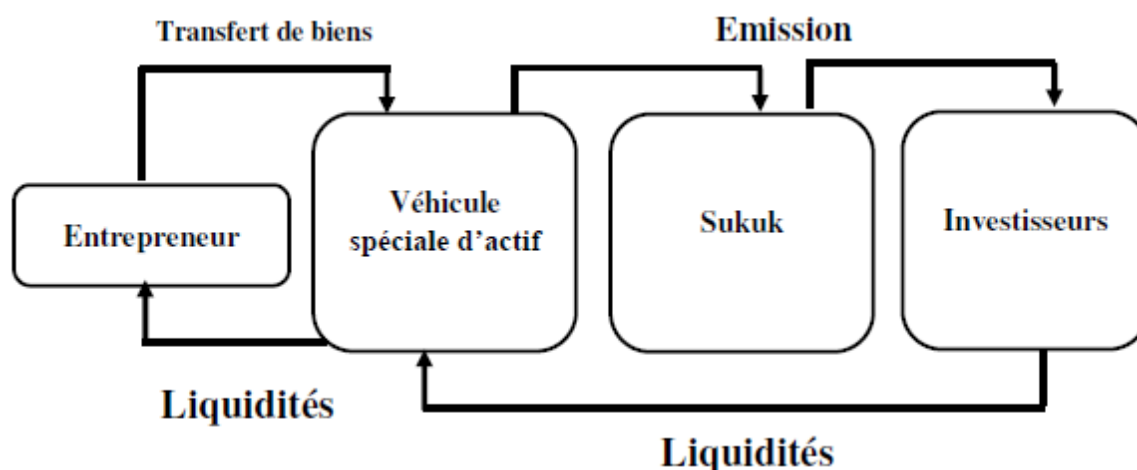 Transfert de biens
Emission
Entrepreneur
Véhicule
spéciale d'actif
Sukuk
Investisseurs
Liquidités
Liquidités